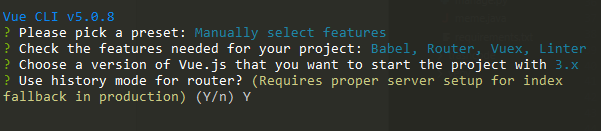 Vue CLI v5.0.8
? Please pick a preset: Manually select features
? Check the features needed for your project: Babel, Router, Vuex, Linter
? Choose a version of Vue.js that you want to start the project with 3.x
? Use history mode for router? (Requires proper server setup for index
fallback in production) (Y/n) Y